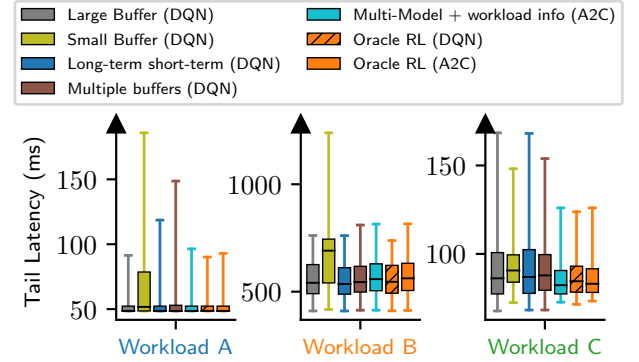 Large Buffer (DQN)
Small Buffer (DQN)
Long-term short-term (DQN)
Multiple buffers (DQN)
Multi-Model + workload info (A2C)
Oracle RL (DQN)
Oracle RL (A2C)
Tail Latency (ms)
150
100
50
Workload A
1000
500
Workload B
150
100
Workload C